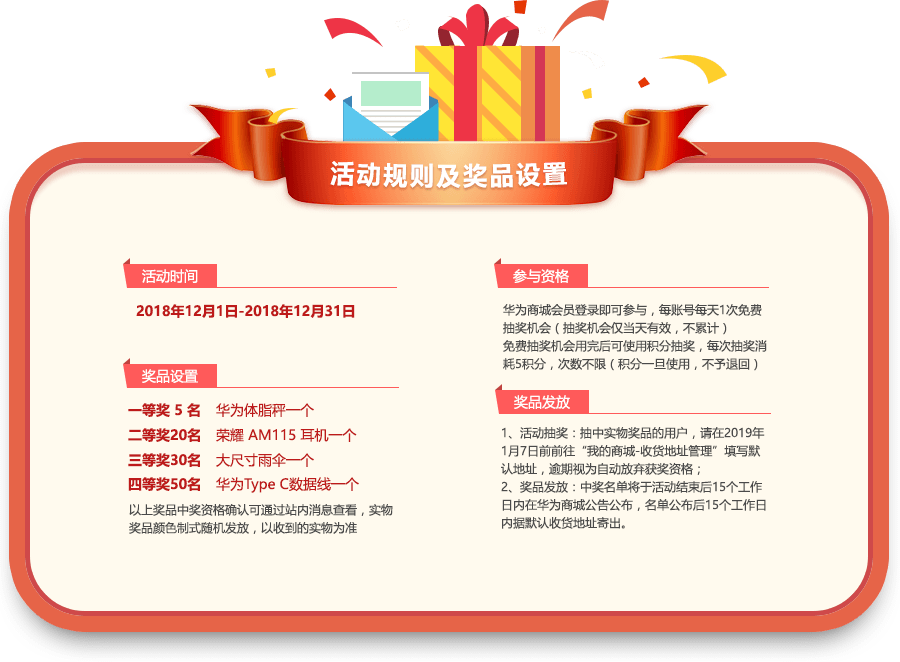 活动规则及奖品设置
活动时间
2018年12月1日-2018年12月31日
奖品设置
一等奖 5 名 华为体脂秤一个
二等奖20名 荣耀 AM115 耳机一个
三等奖30名 大尺寸雨伞一个
四等奖50名 华为Type C数据线一个
以上奖品中奖资格确认可通过站内消息查看，实物
奖品颜色制式随机发放，以收到的实物为准
参与资格
华为商城会员登录即可参与，每账号每天1次免费
抽奖机会（抽奖机会仅当天有效，不累计）
免费抽奖机会用完后可使用积分抽奖，每次抽奖消
耗5积分，次数不限（积分一旦使用，不予退回）
奖品发放
1、活动抽奖：抽中实物奖品的用户，请在2019年
1月7日前前往“我的商城-收货地址管理”填写默
认地址，逾期视为自动放弃获奖资格；
2、奖品发放：中奖名单将于活动结束后15个工作
日内在华为商城公告公布，名单公布后15个工作日
内据默认收货地址寄出。